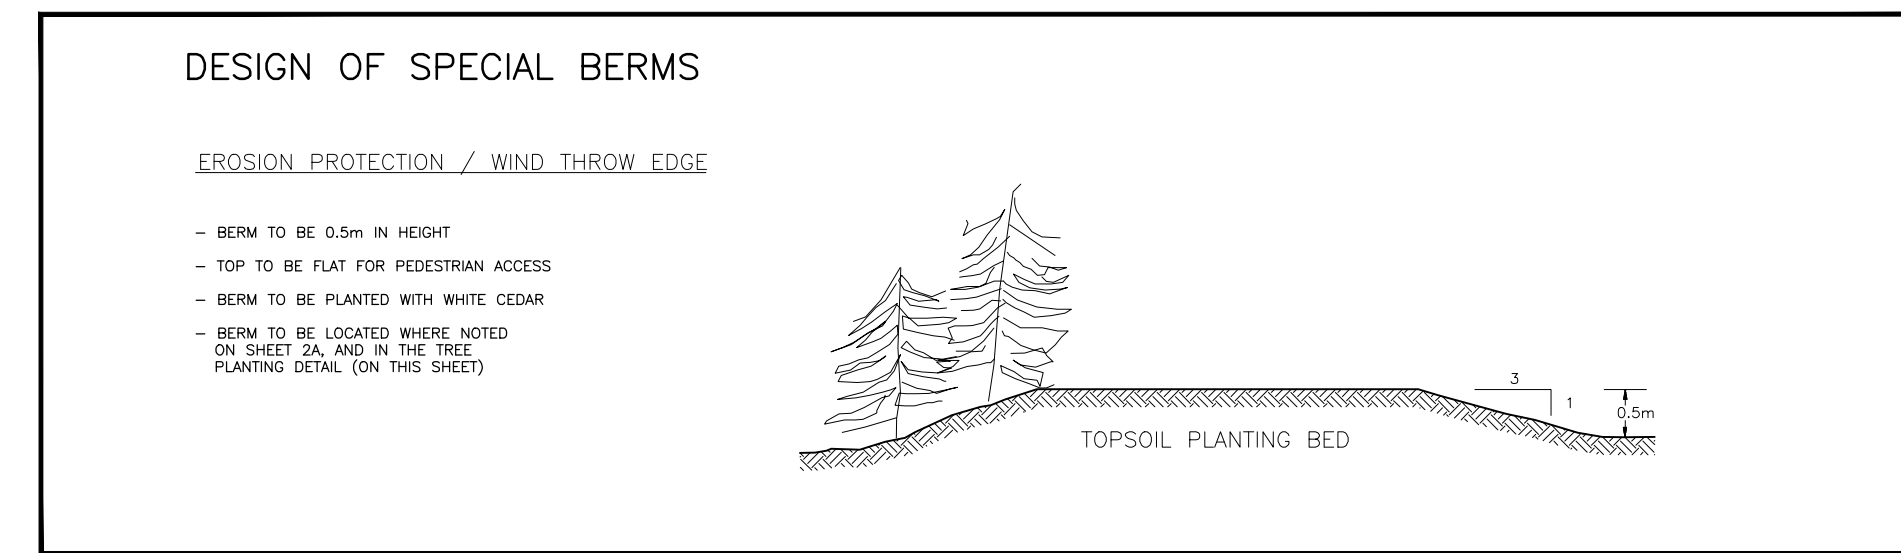 DESIGN OF SPECIAL BERMS
EROSION PROTECTION / WIND THROW EDGE
– BERM TO BE 0.5m IN HEIGHT
– TOP TO BE FLAT FOR PEDESTRIAN ACCESS
– BERM TO BE PLANTED WITH WHITE CEDAR
– BERM TO BE LOCATED WHERE NOTED
ON SHEET 2A, AND IN THE TREE
PLANTING DETAIL (ON THIS SHEET)
3
1
0.5m
TOPSOIL PLANTING BED